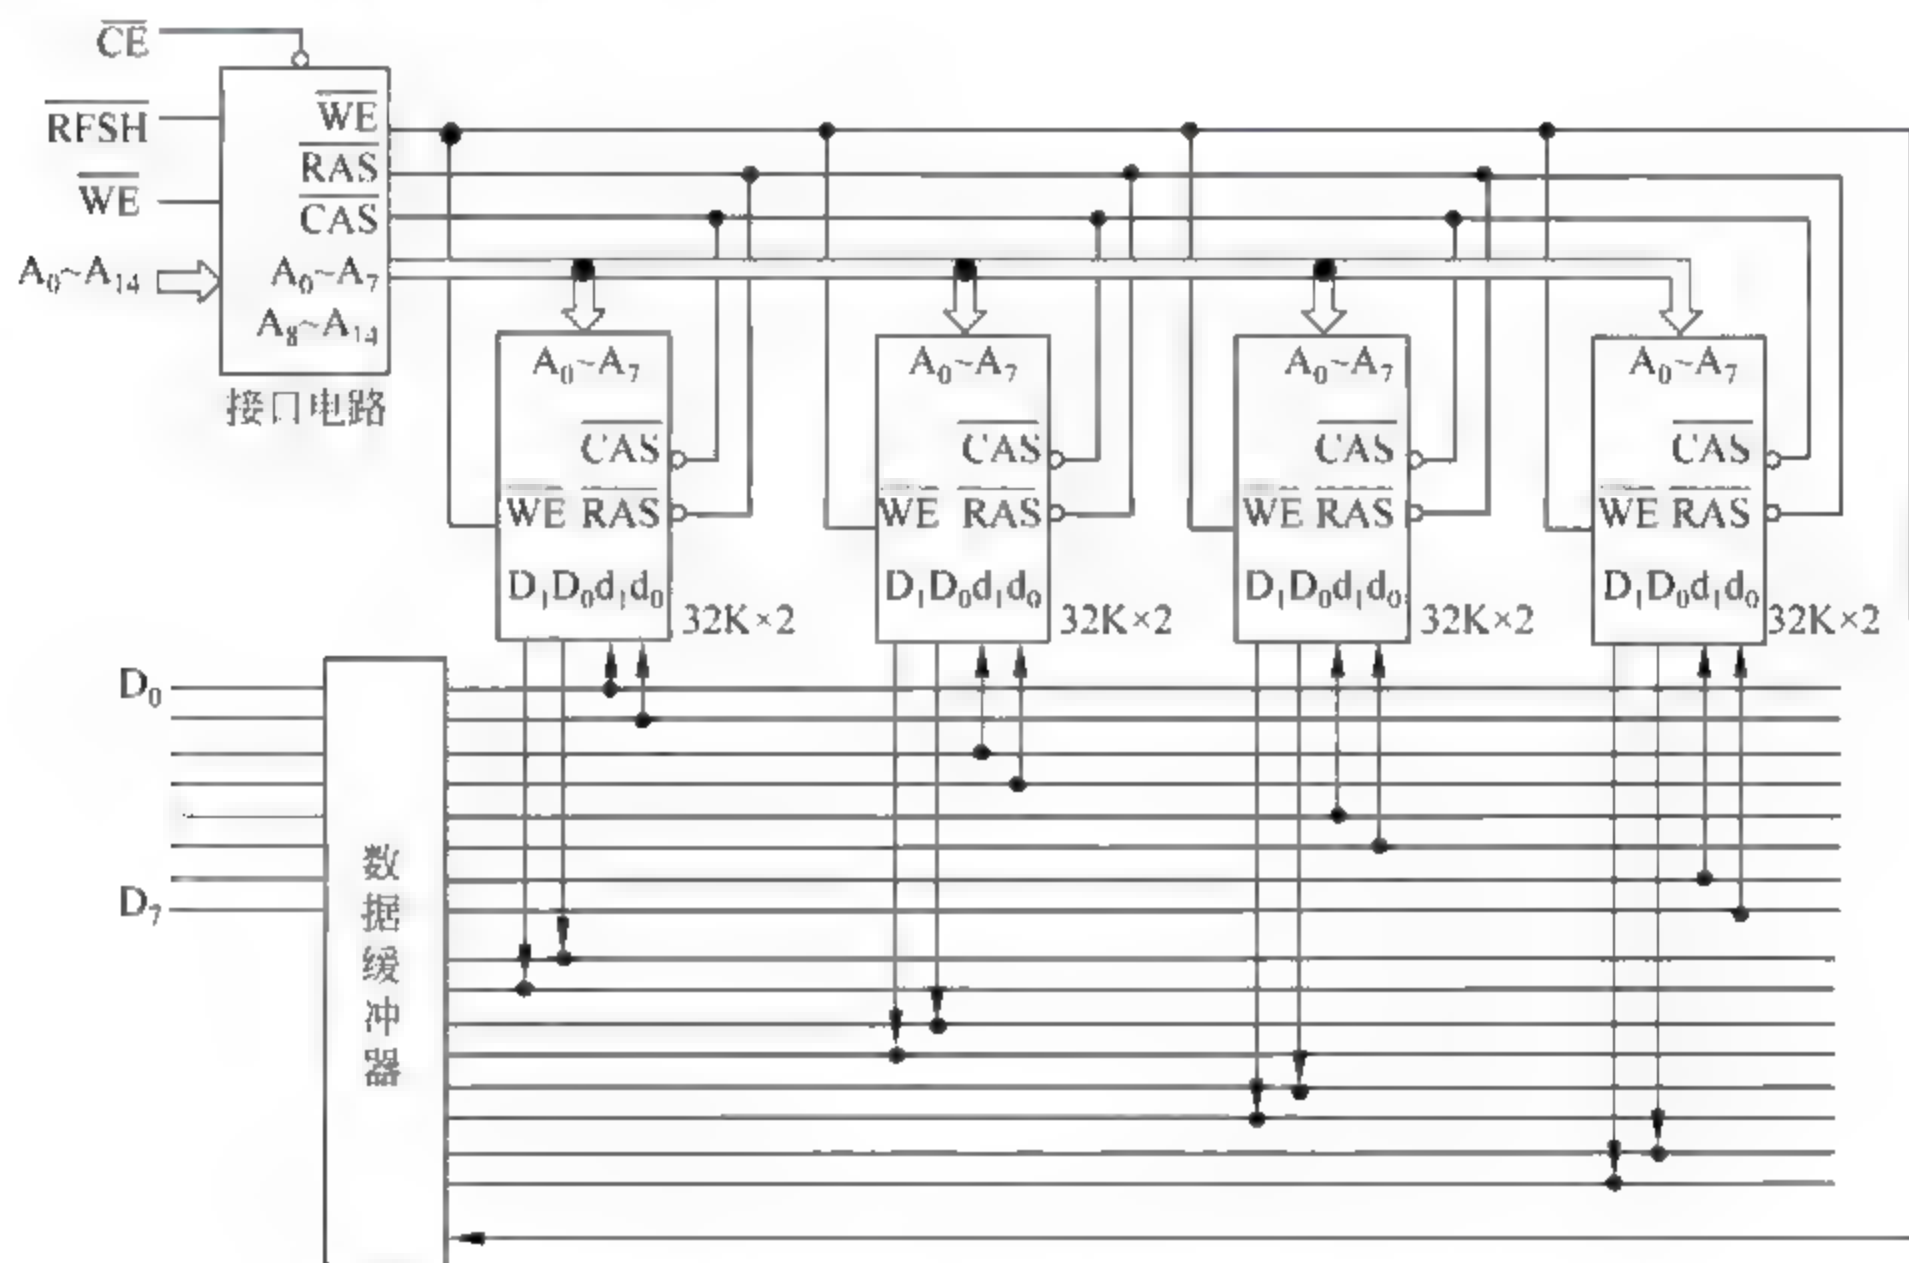 CE
RFSH
WE
A₀~A₁₄
WE
RAS
CAS
A₀~A₇
A₈~A₁₄
接口电路
A₀~A₇
CAS
WE RAS
D₁D₀d₁d₀
32K×2
A₀~A₇
CAS
WE RAS
D₁D₀d₁d₀
32K×2
A₀~A₇
CAS
WE RAS
D₁D₀d₁d₀
32K×2
A₀~A₇
CAS
WE RAS
D₁D₀d₁d₀
32K×2
D₀
D₇
数据缓冲器